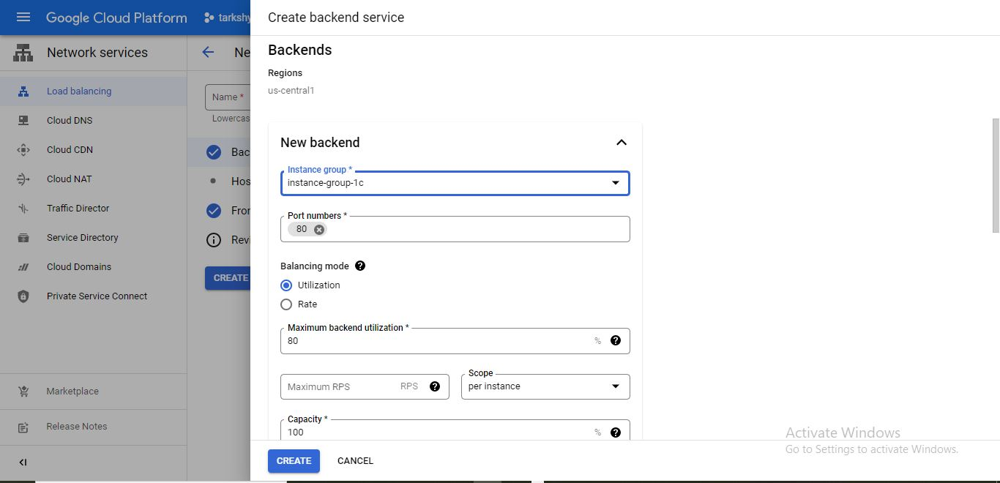 Google Cloud Platform
tarkshy
Create backend service
Network services
Load balancing
Cloud DNS
Cloud CDN
Cloud NAT
Traffic Director
Service Directory
Cloud Domains
Private Service Connect
Marketplace
Release Notes
Ne
Name *
Lowercas
Bac
Hos
Fror
Revi
CREATE
Backends
Regions
us-central1
New backend
Instance group *
instance-group-1c
Port numbers *
80
Balancing mode
Utilization
Rate
Maximum backend utilization *
80 %
Maximum RPS RPS
Scope
per instance
Capacity *
100 %
CREATE CANCEL
Activate Windows
Go to Settings to activate Windows.